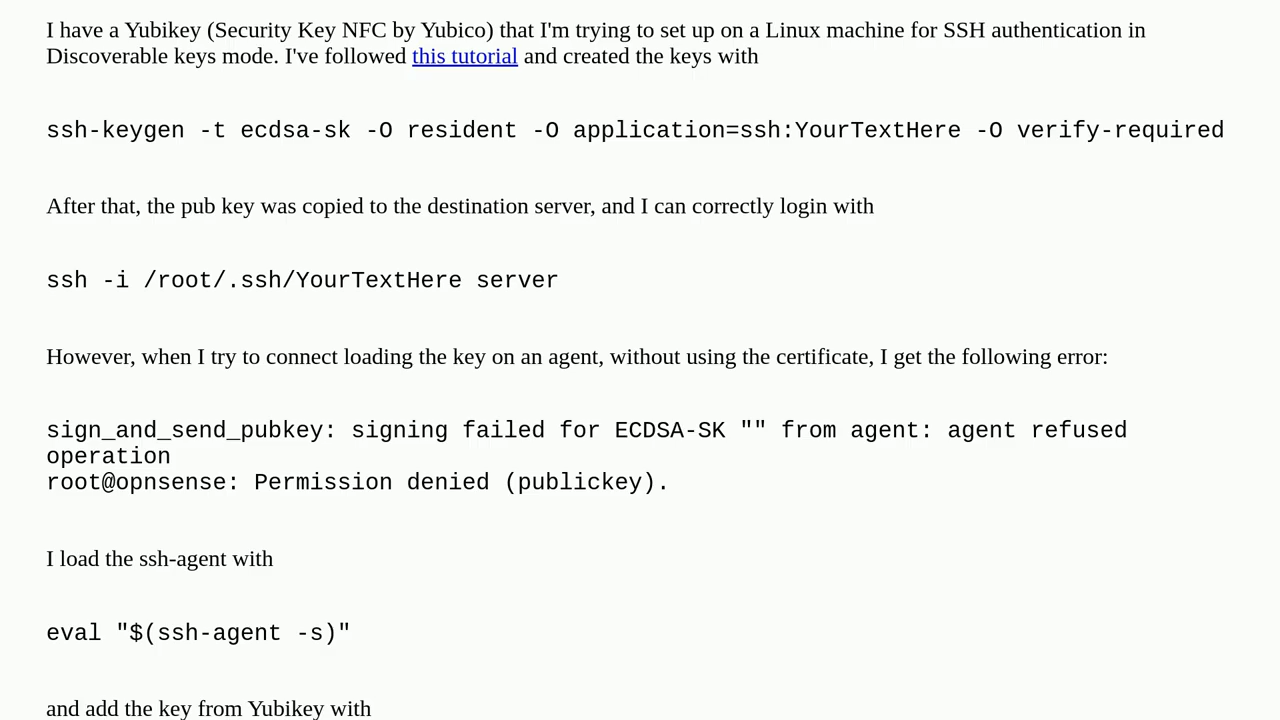 I have a Yubikey (Security Key NFC by Yubico) that I'm trying to set up on a Linux machine for SSH authentication in
Discoverable keys mode. I've followed this tutorial and created the keys with
ssh-keygen -t ecdsa-sk -O resident -O application=ssh:YourTextHere -O verify-required
After that, the pub key was copied to the destination server, and I can correctly login with
ssh -i /root/.ssh/YourTextHere server
However, when I try to connect loading the key on an agent, without using the certificate, I get the following error:
sign_and_send_pubkey: signing failed for ECDSA-SK "" from agent: agent refused
operation
root@opnsense: Permission denied (publickey).
I load the ssh-agent with
eval "$(ssh-agent -s)"
and add the key from Yubikey with